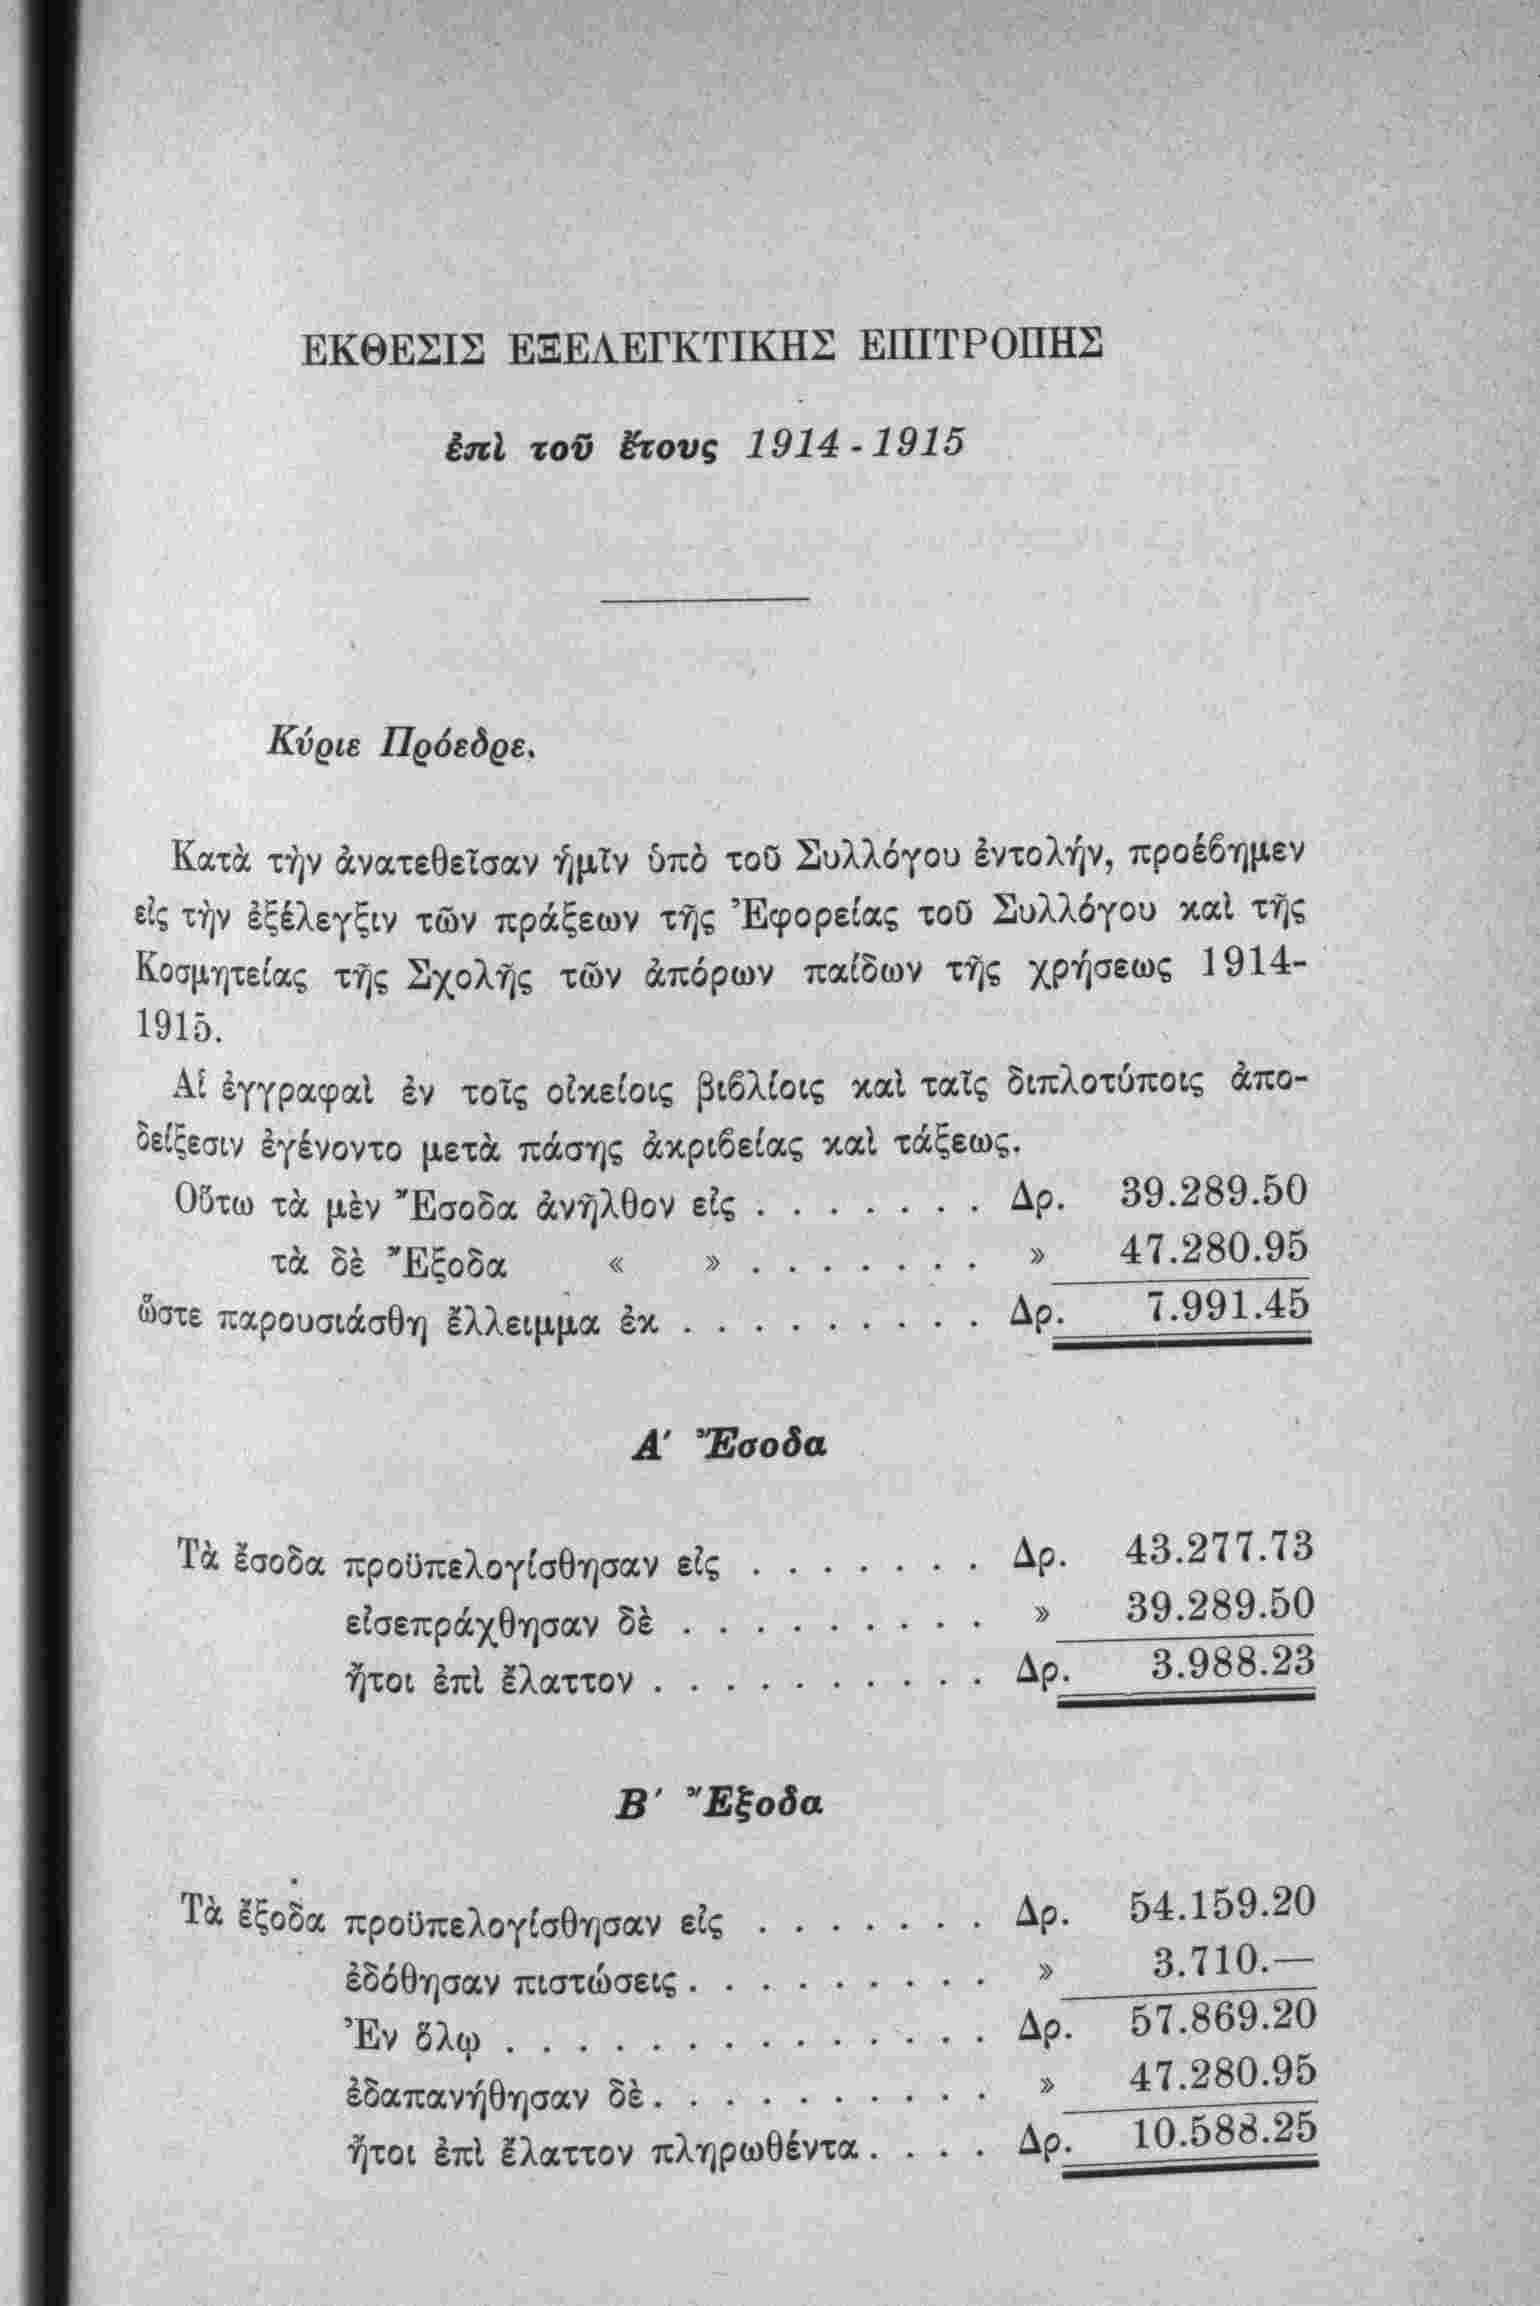 ΕΚΘΕΣΙΣ ΕΞΕΛΕΓΚΤΙΚΗΣ ΕΠΙΤΡΟΠΗΣ
ἐπὶ τοῦ ἔτους 1914-1915
Κύριε Πρόεδρε.
Κατὰ τὴν ἀνατεθεῖσαν ἡμῖν ὑπὸ τοῦ Συλλόγου ἐντολήν, προέϐημεν
εἰς τὴν ἐξέλεγξιν τῶν πράξεων τῆς Ἐφορείας τοῦ Συλλόγου καὶ τῆς
Κοσμητείας τῆς Σχολῆς τῶν ἀπόρων παίδων τῆς χρήσεως 1914-
1915.
Αἱ ἐγγραφαὶ ἐν τοῖς οἰκείοις βιϐλίοις καὶ ταῖς διπλοτύποις ἀπο-
δείξεσιν ἐγένοντο μετὰ πάσης ἀκριϐείας καὶ τάξεως.
Οὕτω τὰ μὲν Ἔσοδα ἀνῆλθον εἰς . . . . . . . Δρ. 39.289.50
τὰ δὲ Ἔξοδα « » . . . . . . . » 47.280.95
ὥστε παρουσιάσθη ἔλλειμμα ἐκ . . . . . . . . . Δρ. 7.991.45
Α′ Ἔσοδα
Τὰ ἔσοδα προϋπελογίσθησαν εἰς . . . . . . . Δρ. 43.277.73
εἰσεπράχθησαν δὲ . . . . . . . . . » 39.289.50
ἤτοι ἐπὶ ἔλαττον . . . . . . . . . . Δρ. 3.988.23
Β′ Ἔξοδα
Τὰ ἔξοδα προϋπελογίσθησαν εἰς . . . . . . . Δρ. 54.159.20
ἐδόθησαν πιστώσεις . . . . . . . . . » 3.710.—
Ἐν ὅλῳ . . . . . . . . . . . . . . Δρ. 57.869.20
ἐδαπανήθησαν δὲ . . . . . . . . . . » 47.280.95
ἤτοι ἐπὶ ἔλαττον πληρωθέντα . . . . Δρ. 10.588.25